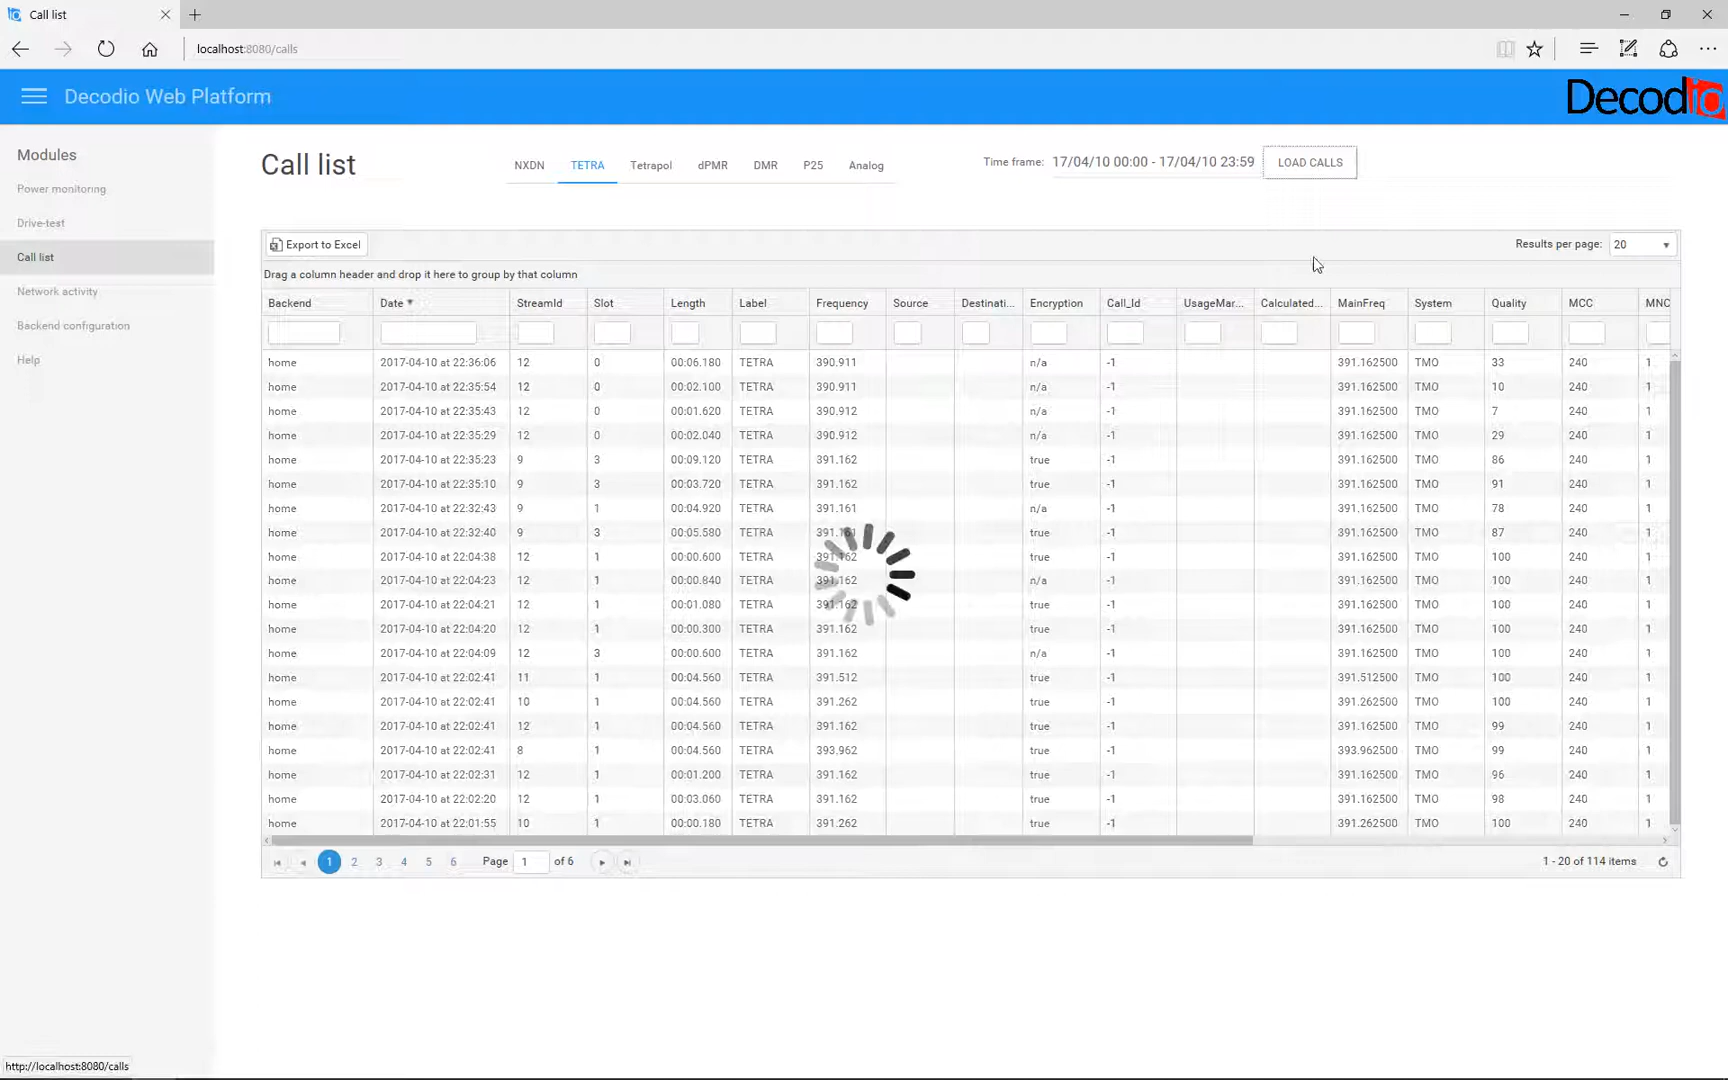 Call list
localhost:8080/calls
Decodio Web Platform
Decodio
Modules
Power monitoring
Drive-test
Call list
Network activity
Backend configuration
Help
Call list
NXDN TETRA Tetrapol dPMR DMR P25 Analog
Time frame: 17/04/10 00:00 - 17/04/10 23:59 LOAD CALLS
Export to Excel
Results per page: 20
Drag a column header and drop it here to group by that column
Backend Date StreamId Slot Length Label Frequency Source Destinati... Encryption Call_Id UsageMar... Calculated... MainFreq System Quality MCC MNC
home 2017-04-10 at 22:36:06 12 0 00:06.180 TETRA 390.911 n/a -1 391.162500 TMO 33 240 1
home 2017-04-10 at 22:35:54 12 0 00:02.100 TETRA 390.911 n/a -1 391.162500 TMO 10 240 1
home 2017-04-10 at 22:35:43 12 0 00:01.620 TETRA 390.912 n/a -1 391.162500 TMO 7 240 1
home 2017-04-10 at 22:35:29 12 0 00:02.040 TETRA 390.912 n/a -1 391.162500 TMO 29 240 1
home 2017-04-10 at 22:35:23 9 3 00:09.120 TETRA 391.162 true -1 391.162500 TMO 86 240 1
home 2017-04-10 at 22:35:10 9 3 00:03.720 TETRA 391.162 true -1 391.162500 TMO 91 240 1
home 2017-04-10 at 22:32:43 9 1 00:04.920 TETRA 391.161 n/a -1 391.162500 TMO 78 240 1
home 2017-04-10 at 22:32:40 9 3 00:05.580 TETRA 391.161 true -1 391.162500 TMO 87 240 1
home 2017-04-10 at 22:04:38 12 1 00:00.600 TETRA 391.162 true -1 391.162500 TMO 100 240 1
home 2017-04-10 at 22:04:23 12 1 00:00.840 TETRA 391.162 n/a -1 391.162500 TMO 100 240 1
home 2017-04-10 at 22:04:21 12 1 00:01.080 TETRA 391.162 true -1 391.162500 TMO 100 240 1
home 2017-04-10 at 22:04:20 12 1 00:00.300 TETRA 391.162 true -1 391.162500 TMO 100 240 1
home 2017-04-10 at 22:04:09 12 3 00:00.600 TETRA 391.162 n/a -1 391.162500 TMO 100 240 1
home 2017-04-10 at 22:02:41 11 1 00:04.560 TETRA 391.512 true -1 391.512500 TMO 100 240 1
home 2017-04-10 at 22:02:41 10 1 00:04.560 TETRA 391.262 true -1 391.262500 TMO 100 240 1
home 2017-04-10 at 22:02:41 12 1 00:04.560 TETRA 391.162 true -1 391.162500 TMO 99 240 1
home 2017-04-10 at 22:02:41 8 1 00:04.560 TETRA 393.962 true -1 393.962500 TMO 99 240 1
home 2017-04-10 at 22:02:31 12 1 00:01.200 TETRA 391.162 true -1 391.162500 TMO 96 240 1
home 2017-04-10 at 22:02:20 12 1 00:03.060 TETRA 391.162 true -1 391.162500 TMO 98 240 1
home 2017-04-10 at 22:01:55 10 1 00:00.180 TETRA 391.262 true -1 391.262500 TMO 100 240 1
1 2 3 4 5 6 Page 1 of 6
1 - 20 of 114 items
http://localhost:8080/calls